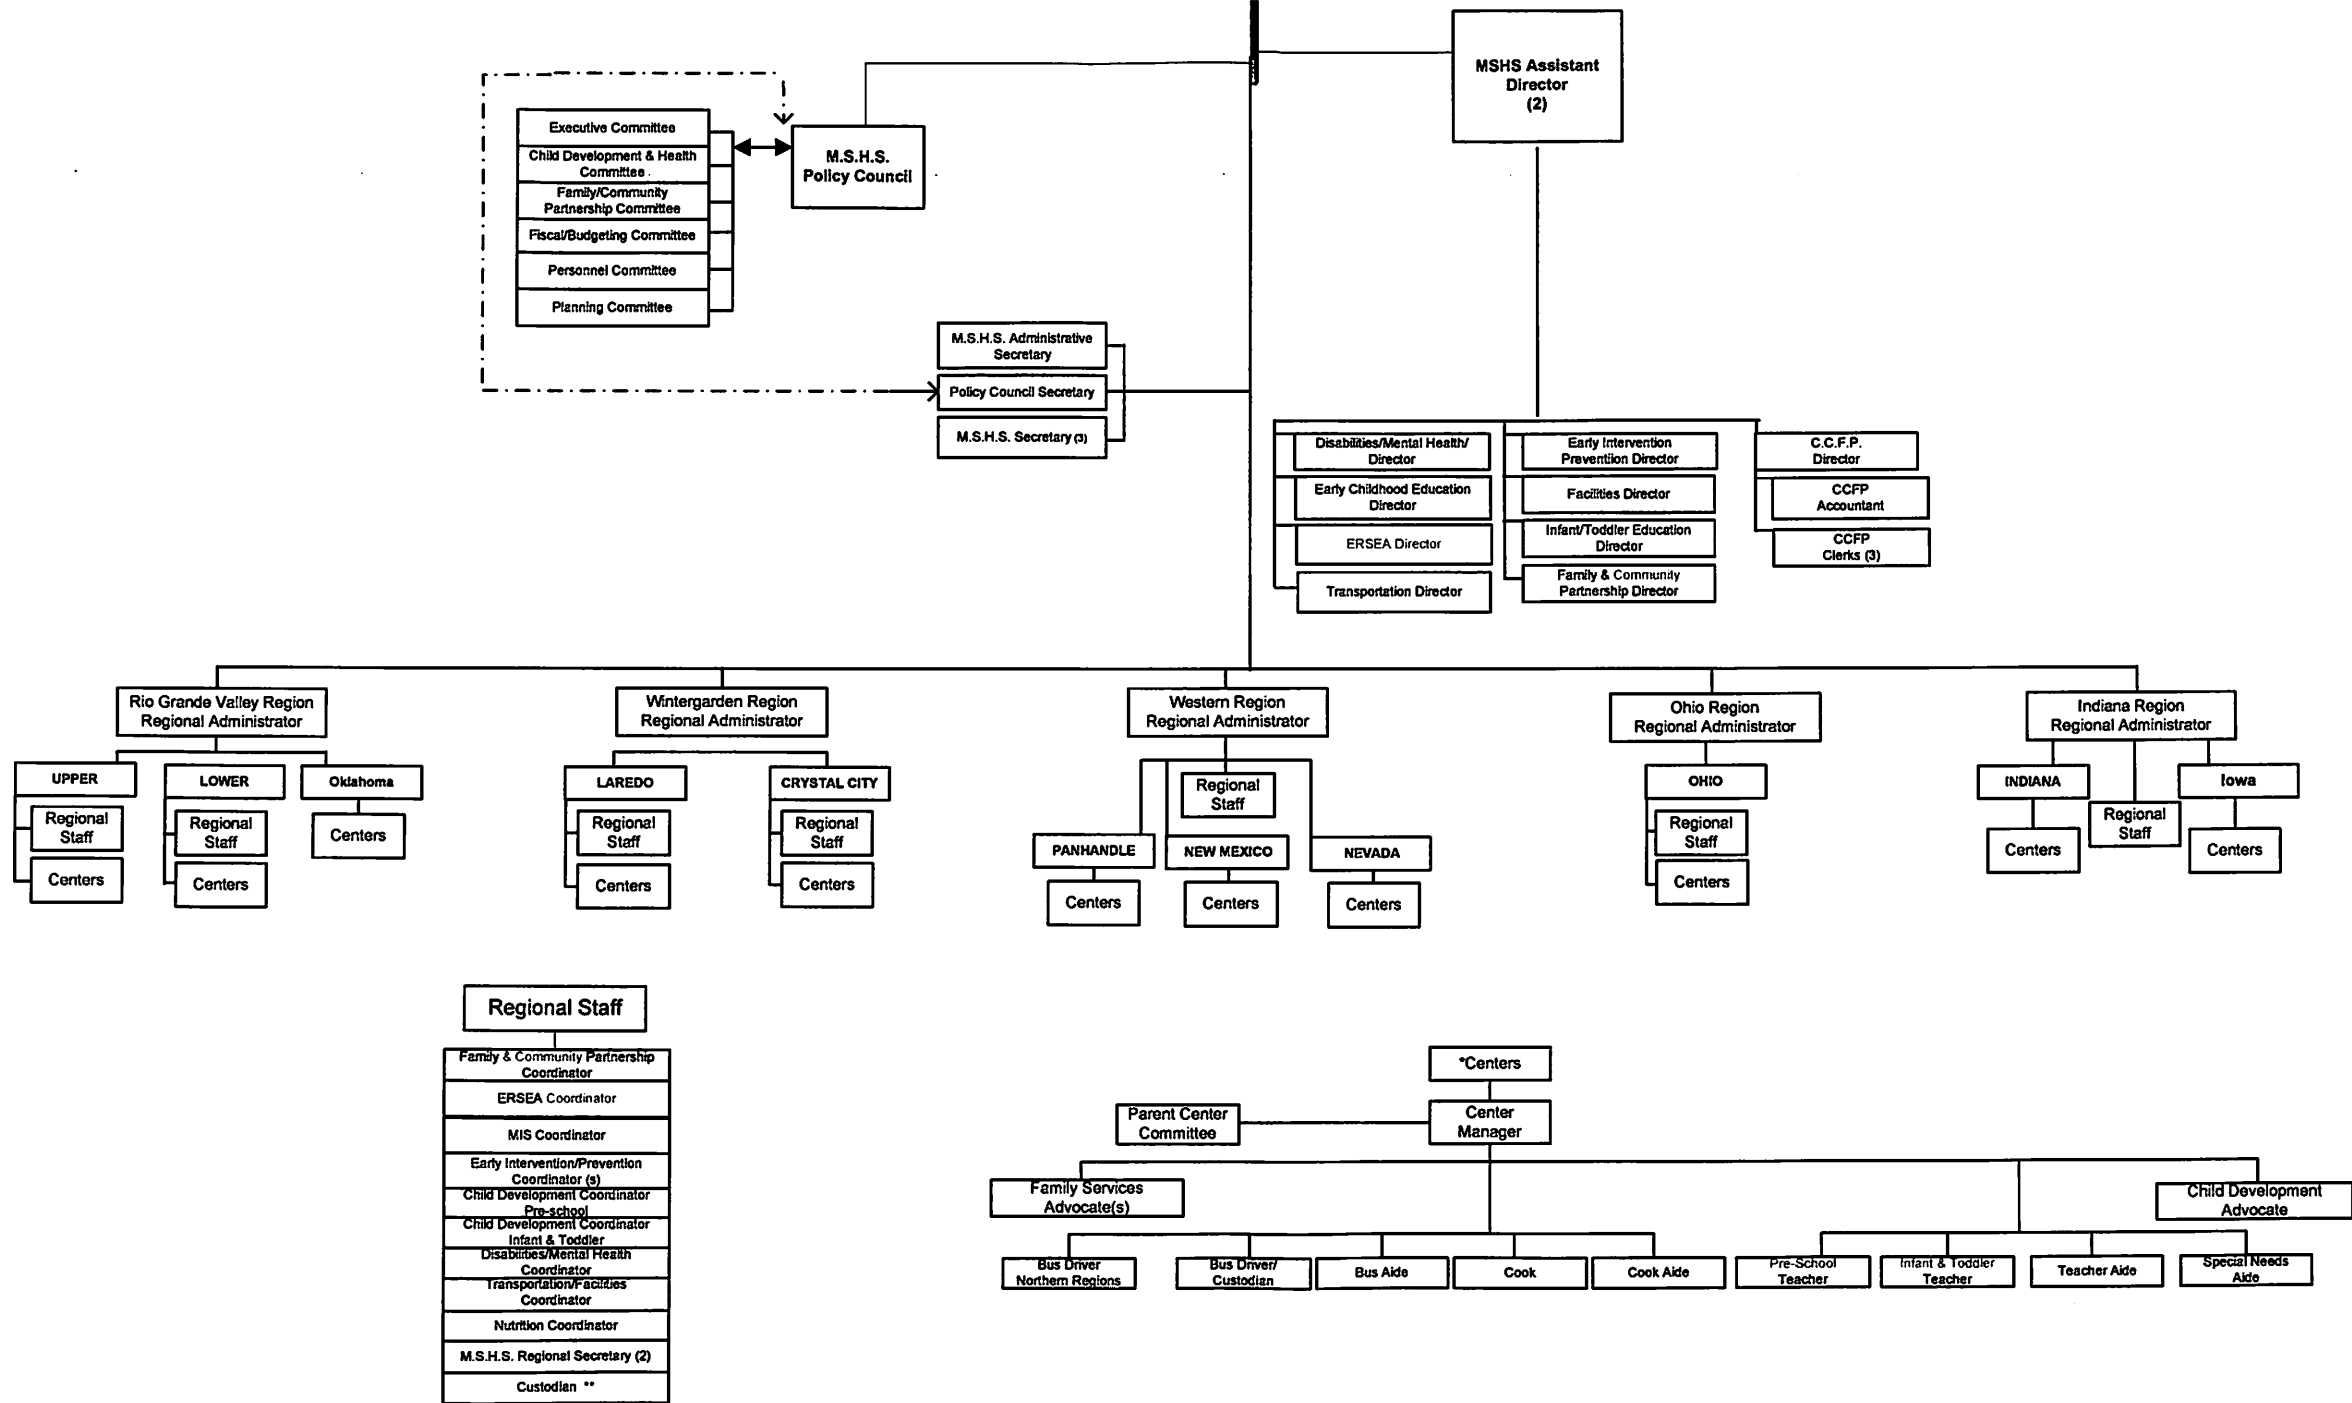 MSHS Assistant
Director
(2)
Executive Committee
Child Development & Health
Committee
Family/Community
Partnership Committee
Fiscal/Budgeting Committee
Personnel Committee
Planning Committee
M.S.H.S.
Policy Council
M.S.H.S. Administrative
Secretary
Policy Council Secretary
M.S.H.S. Secretary (3)
Disabilities/Mental Health/
Director
Early Childhood Education
Director
ERSEA Director
Transportation Director
Early Intervention
Preventiion Director
Facilities Director
Infant/Toddler Education
Director
Family & Community
Partnership Director
C.C.F.P.
Director
CCFP
Accountant
CCFP
Clerks (3)
Rio Grande Valley Region
Regional Administrator
UPPER
Regional
Staff
Centers
LOWER
Regional
Staff
Centers
Oklahoma
Centers
Wintergarden Region
Regional Administrator
LAREDO
Regional
Staff
Centers
CRYSTAL CITY
Regional
Staff
Centers
Western Region
Regional Administrator
Regional
Staff
PANHANDLE
Centers
NEW MEXICO
Centers
NEVADA
Centers
Ohio Region
Regional Administrator
OHIO
Regional
Staff
Centers
Indiana Region
Regional Administrator
INDIANA
Centers
Regional
Staff
Iowa
Centers
Regional Staff
Family & Community Partnership
Coordinator
ERSEA Coordinator
MIS Coordinator
Early Intervention/Prevention
Coordinator (s)
Child Development Coordinator
Pre-school
Child Development Coordinator
Infant & Toddler
Disabilities/Mental Health
Coordinator
Transportation/Facilities
Coordinator
Nutrition Coordinator
M.S.H.S. Regional Secretary (2)
Custodian **
*Centers
Parent Center
Committee
Center
Manager
Family Services
Advocate(s)
Child Development
Advocate
Bus Driver
Northern Regions
Bus Driver/
Custodian
Bus Aide
Cook
Cook Aide
Pre-School
Teacher
Infant & Toddler
Teacher
Teacher Aide
Special Needs
Aide